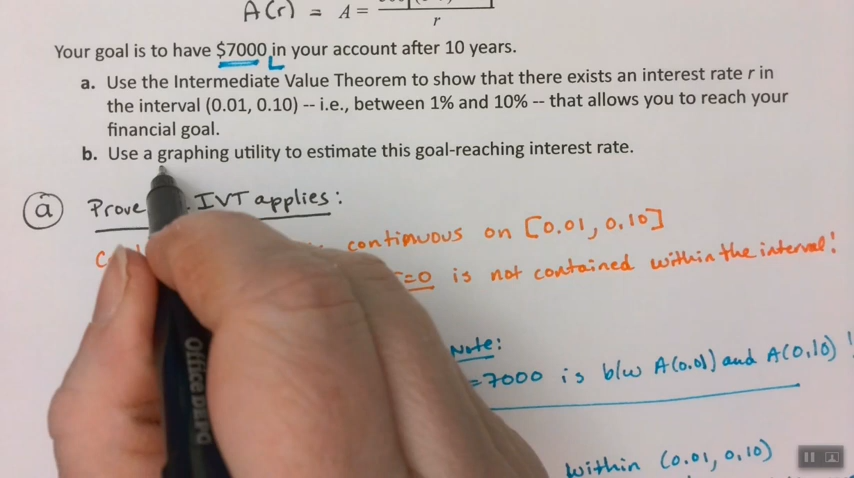 A(r) = A =
r
Your goal is to have $7000 in your account after 10 years.
a. Use the Intermediate Value Theorem to show that there exists an interest rate r in
the interval (0.01, 0.10) -- i.e., between 1% and 10% -- that allows you to reach your
financial goal.
b. Use a graphing utility to estimate this goal-reaching interest rate.
a Prove IVT applies:
continuous on [0.01, 0.10]
r=0 is not contained within the interval!
Note:
=7000 is b/w A(0.01) and A(0.10)!
within (0.01, 0.10)
Office DEPO